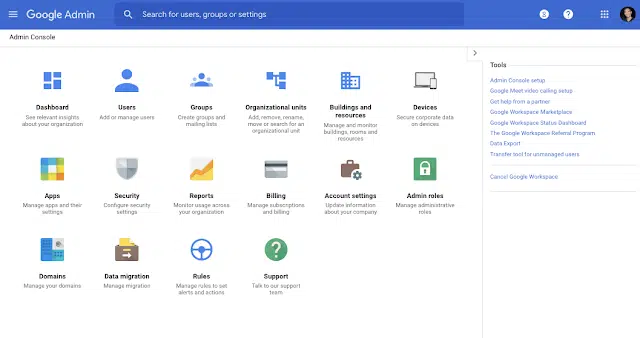 Google Admin
Search for users, groups or settings
Admin Console
Dashboard
See relevant insights
about your organization
Users
Add or manage users
Groups
Create groups and
mailing lists
Organizational units
Add, remove, rename,
move or search for an
organizational unit
Buildings and
resources
Manage and monitor
buildings, rooms and
resources
Devices
Secure corporate data
on devices
Apps
Manage apps and their
settings
Security
Configure security
settings
Reports
Monitor usage across
your organization
Billing
Manage subscriptions
and billing
Account settings
Update information
about your company
Admin roles
Manage administrative
roles
Domains
Manage your domains
Data migration
Manage migration
Rules
Manage rules to set
alerts and actions
Support
Talk to our support
team
Tools
Admin Console setup
Google Meet video calling setup
Get help from a partner
Google Workspace Marketplace
Google Workspace Status Dashboard
The Google Workspace Referral Program
Data Export
Transfer tool for unmanaged users
Cancel Google Workspace